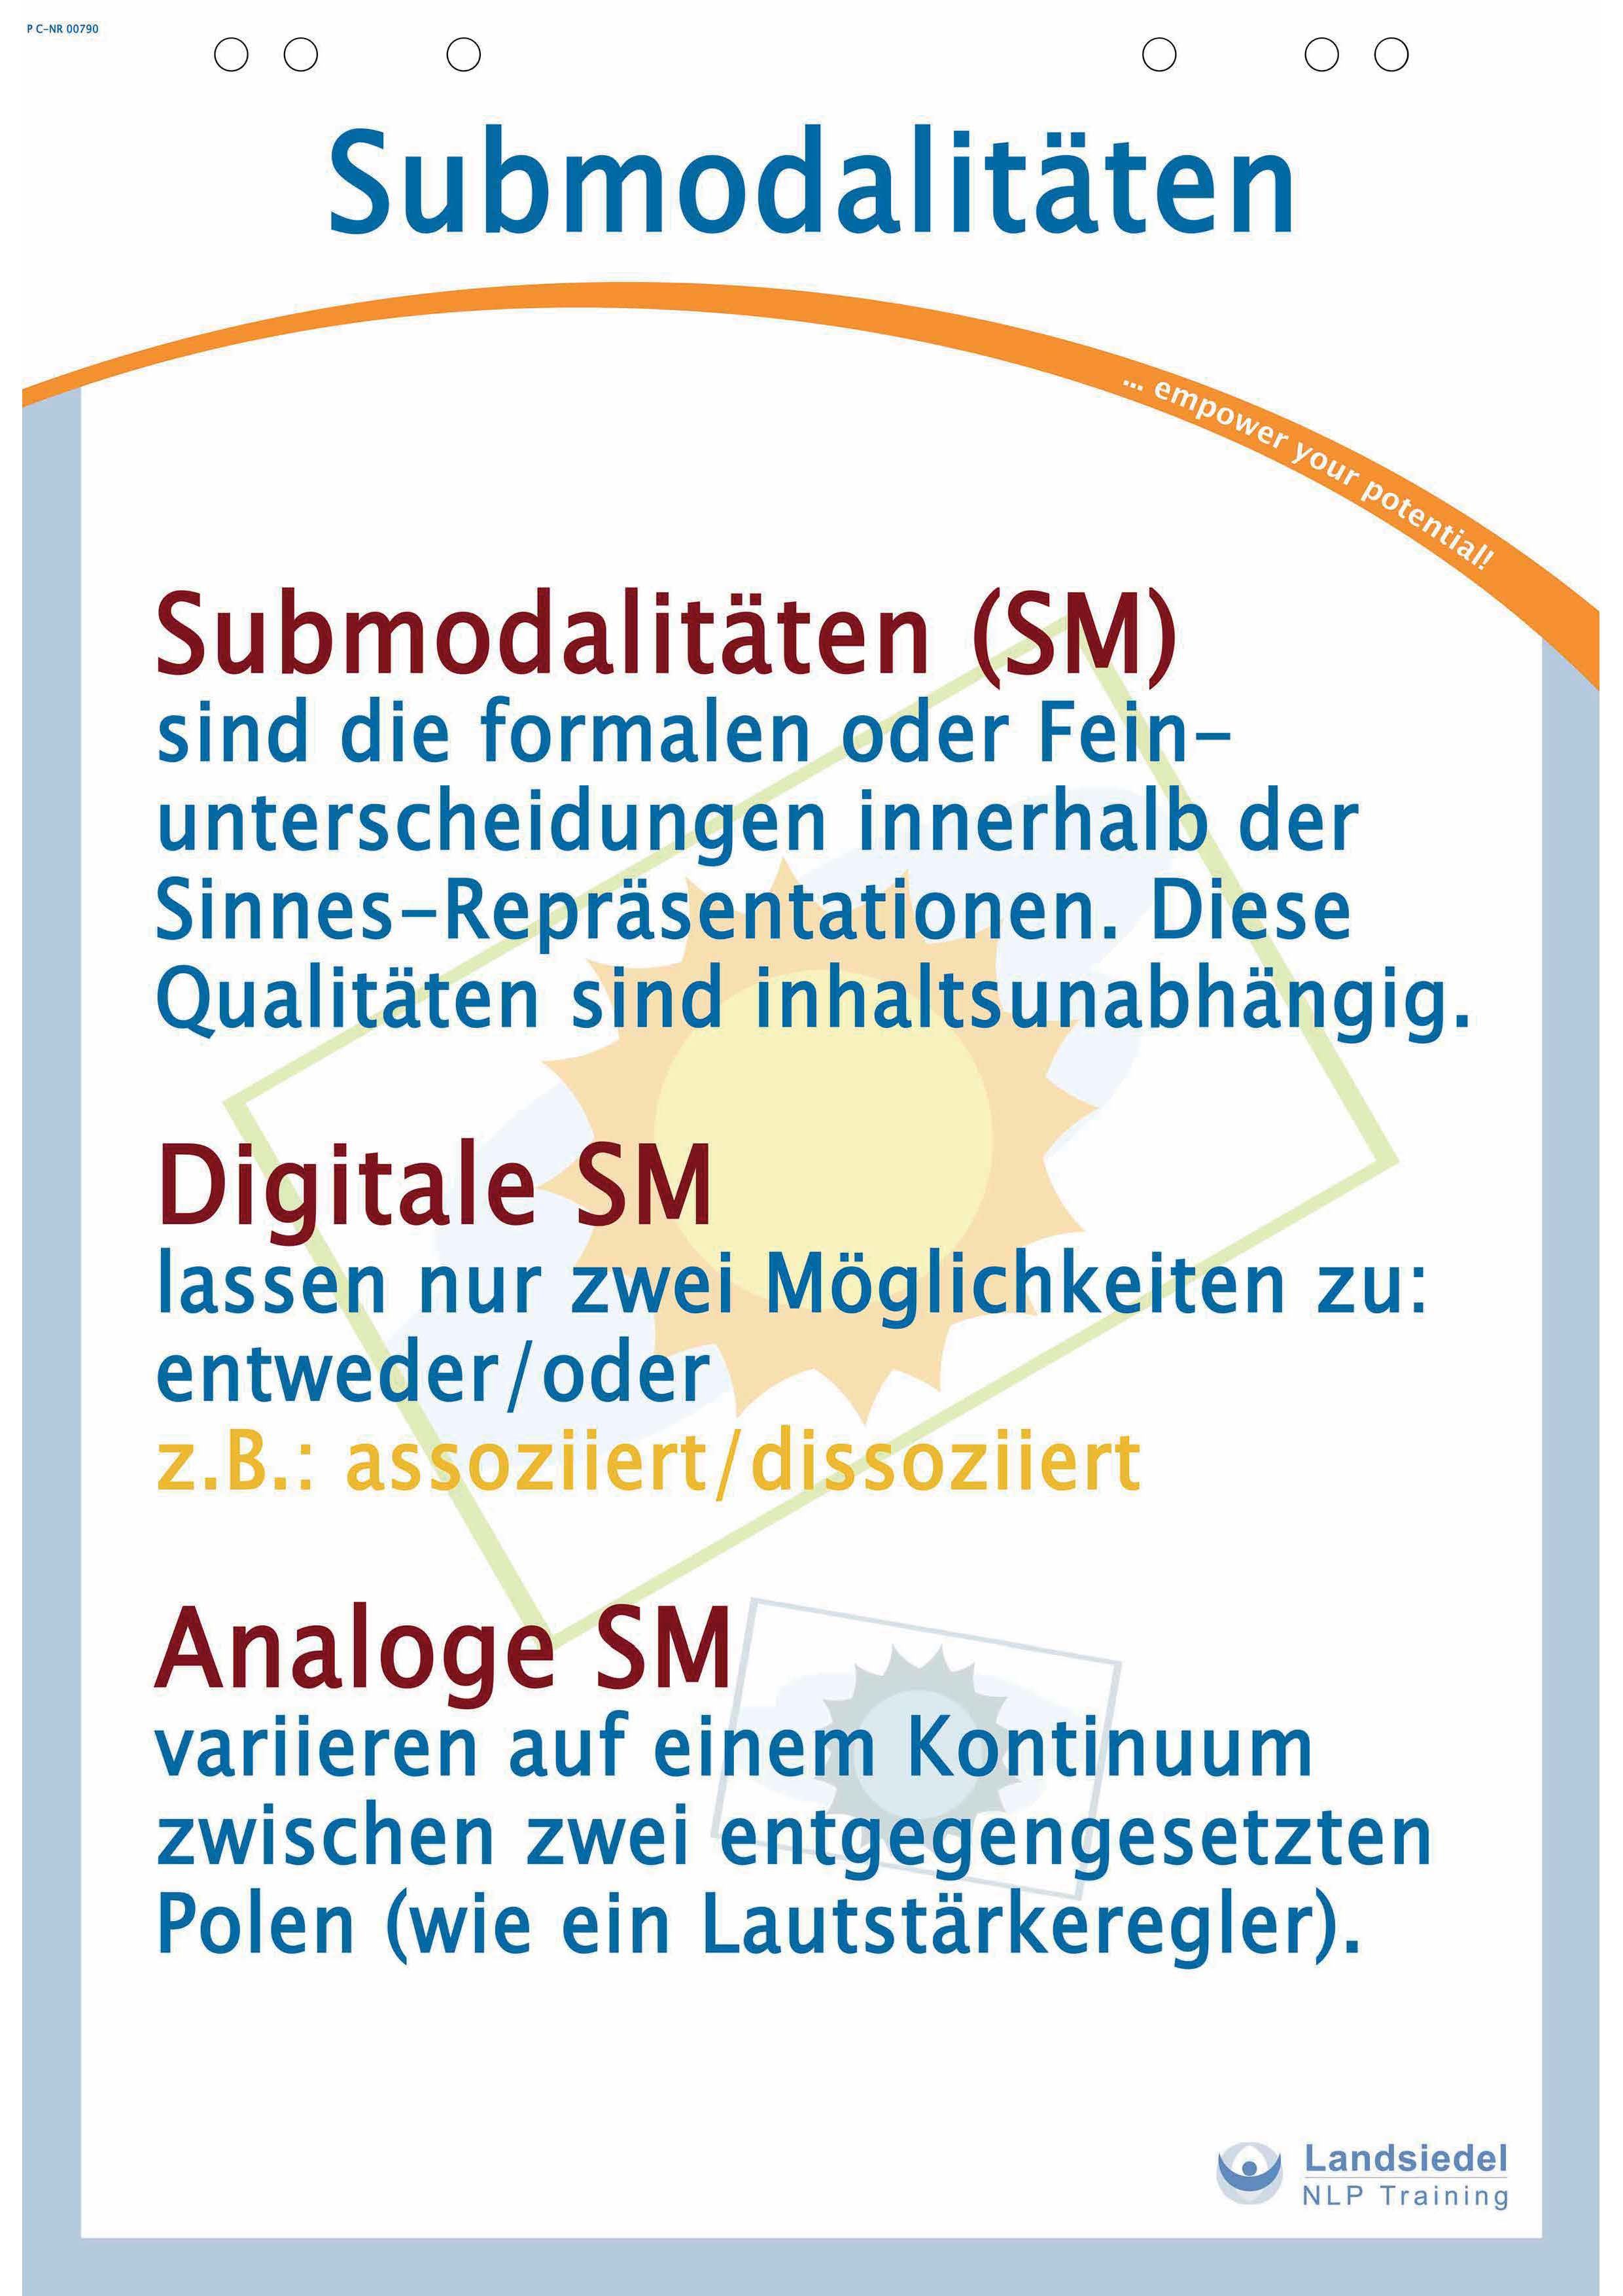 P C-NR 00790
Submodalitäten
... empower your potential!
Submodalitäten (SM)
sind die formalen oder Fein-
unterscheidungen innerhalb der
Sinnes-Repräsentationen. Diese
Qualitäten sind inhaltsunabhängig.
Digitale SM
lassen nur zwei Möglichkeiten zu:
entweder/oder
z.B.: assoziiert/dissoziiert
Analoge SM
variieren auf einem Kontinuum
zwischen zwei entgegengesetzten
Polen (wie ein Lautstärkeregler).
Landsiedel
NLP Training